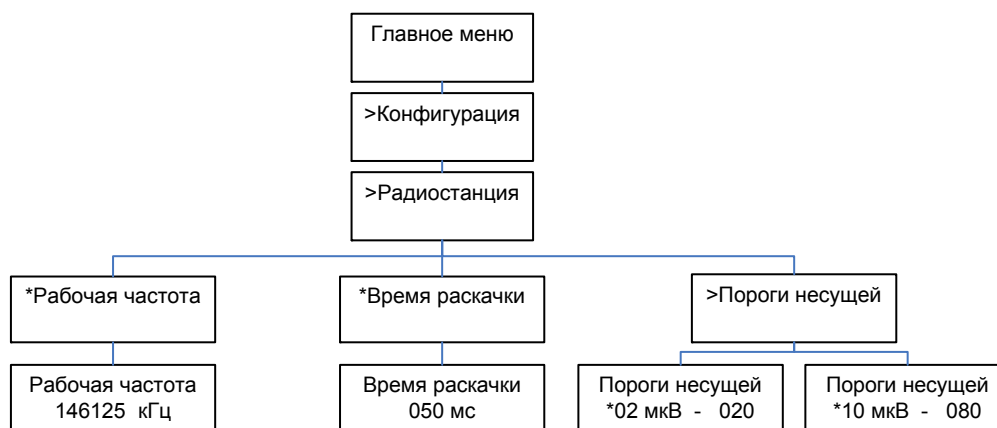 Главное меню
>Конфигурация
>Радиостанция
*Рабочая частота
*Время раскачки
>Пороги несущей
Рабочая частота
146125 кГц
Время раскачки
050 мс
Пороги несущей
*02 мкВ - 020
Пороги несущей
*10 мкВ - 080